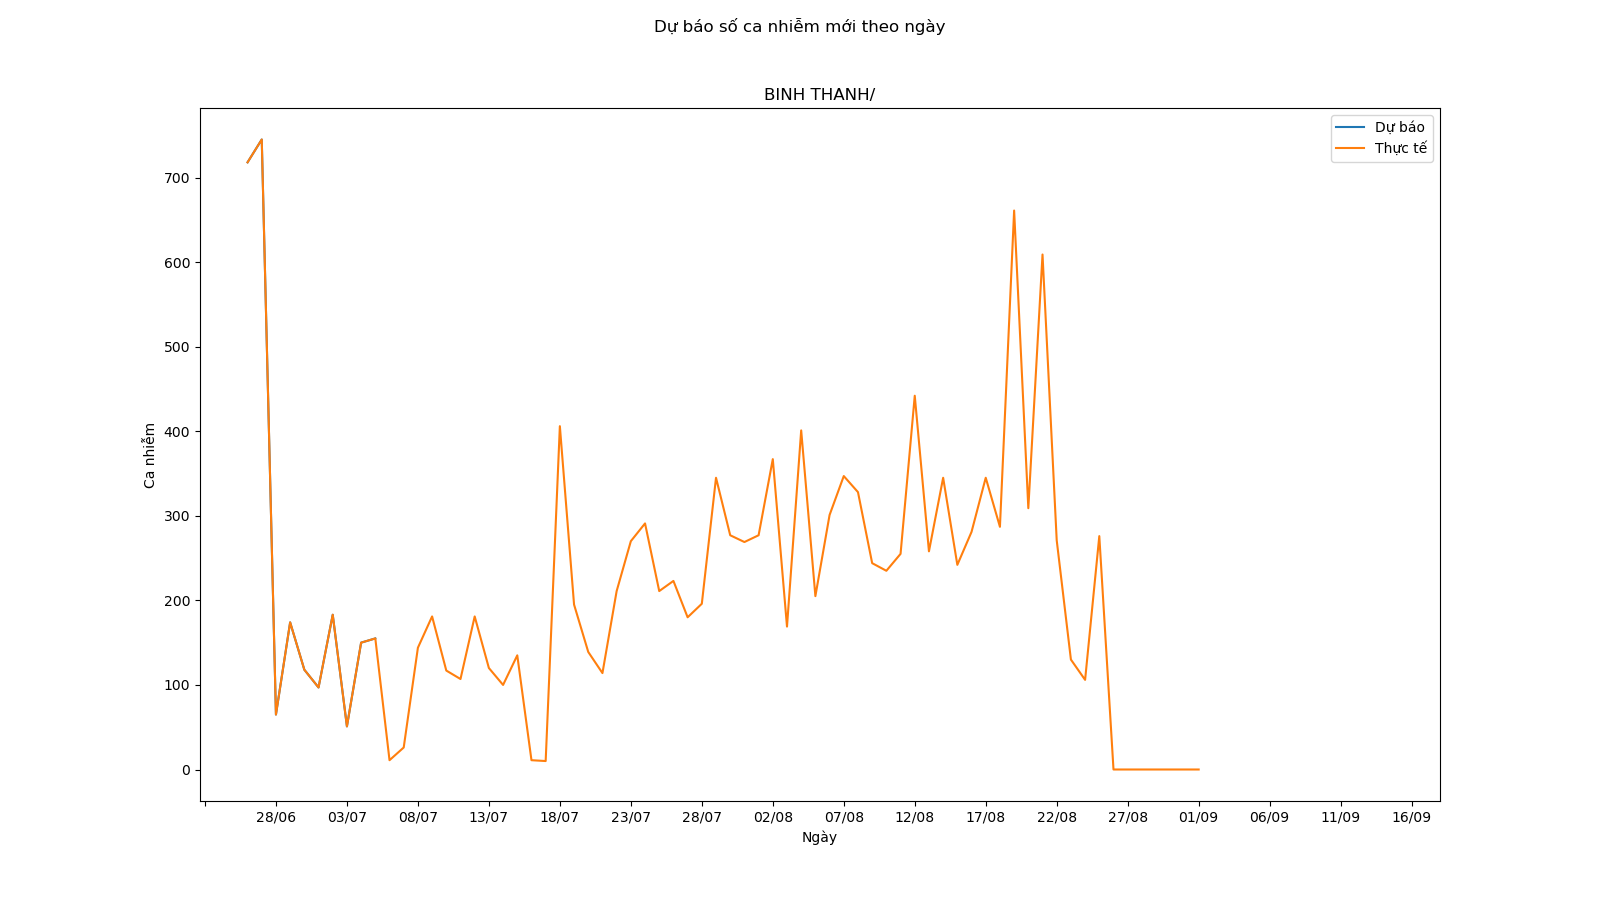 Dự báo số ca nhiễm mới theo ngày
BINH THANH/
Dự báo
Thực tế
Ca nhiễm
700
600
500
400
300
200
100
0
28/06 03/07 08/07 13/07 18/07 23/07 28/07 02/08 07/08 12/08 17/08 22/08 27/08 01/09 06/09 11/09 16/09
Ngày